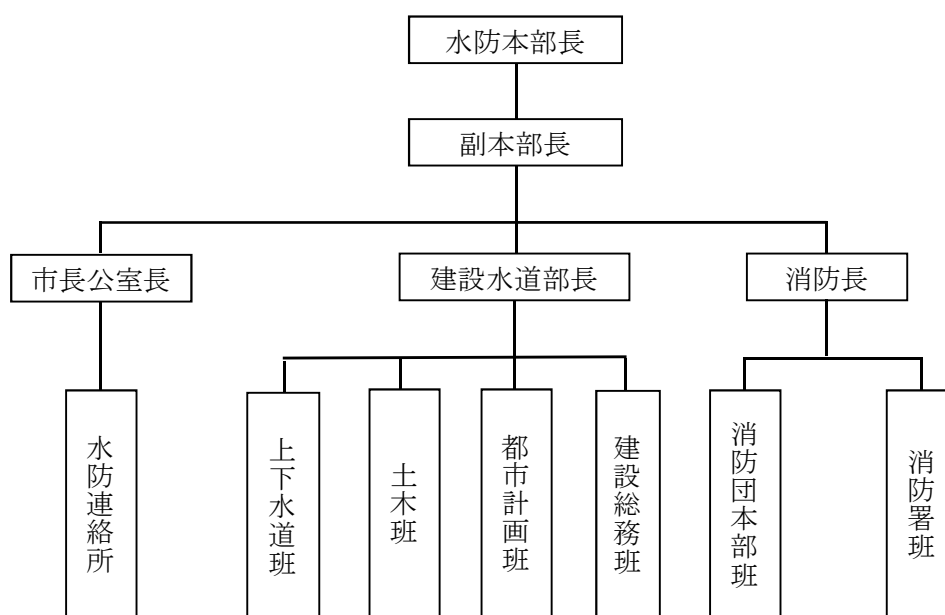 水防本部長
副本部長
市長公室長
建設水道部長
消防長
水防連絡所
上下水道班
土木班
都市計画班
建設総務班
消防団本部班
消防署班